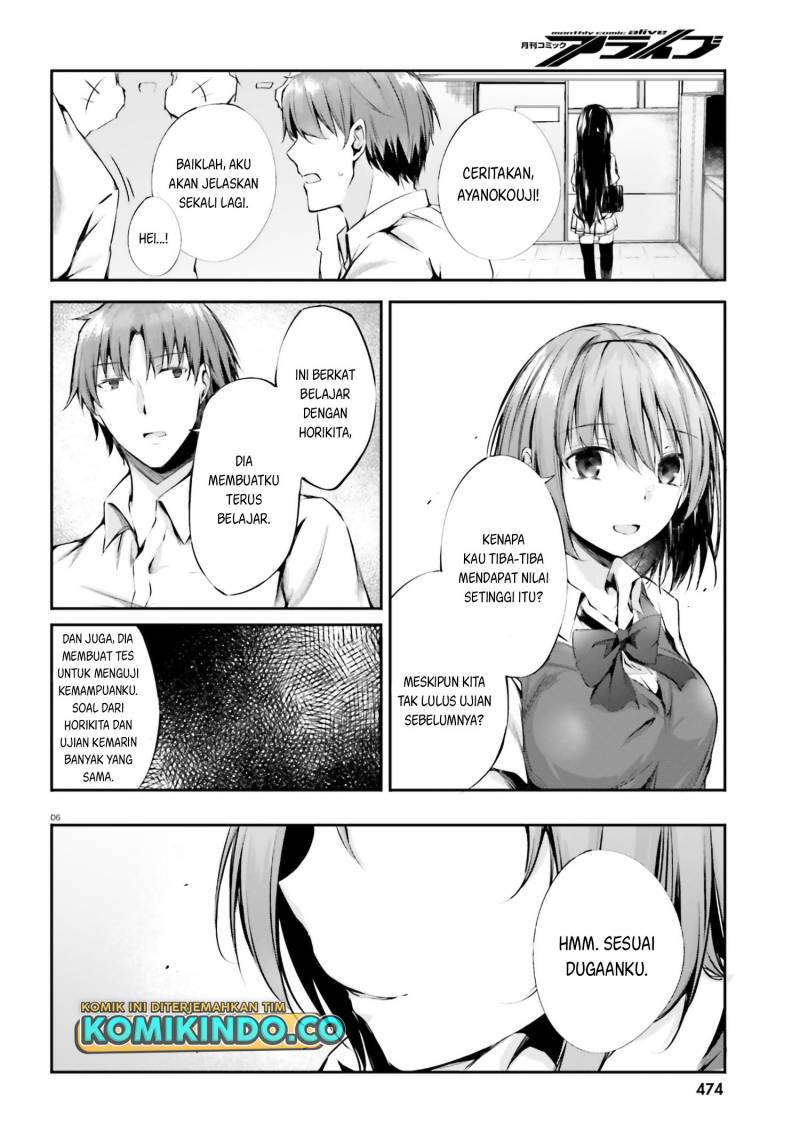 monthly comic alive
月刊コミック
アライブ
CERITAKAN,
AYANOKOUJI!
BAIKLAH, AKU
AKAN JELASKAN
SEKALI LAGI.
HEI...!
KENAPA
KAU TIBA-TIBA
MENDAPAT NILAI
SETINGGI ITU?
MESKIPUN KITA
TAK LULUS UJIAN
SEBELUMNYA?
INI BERKAT
BELAJAR
DENGAN
HORIKITA,
DIA
MEMBUATKU
TERUS
BELAJAR.
DAN JUGA, DIA
MEMBUAT TES
UNTUK MENGUJI
KEMAMPUANKU.
SOAL DARI
HORIKITA DAN
UJIAN KEMARIN
BANYAK YANG
SAMA.
06
HMM. SESUAI
DUGAANKU.
KOMIK INI DITERJEMAHKAN TIM
KOMIKINDO.CO
474